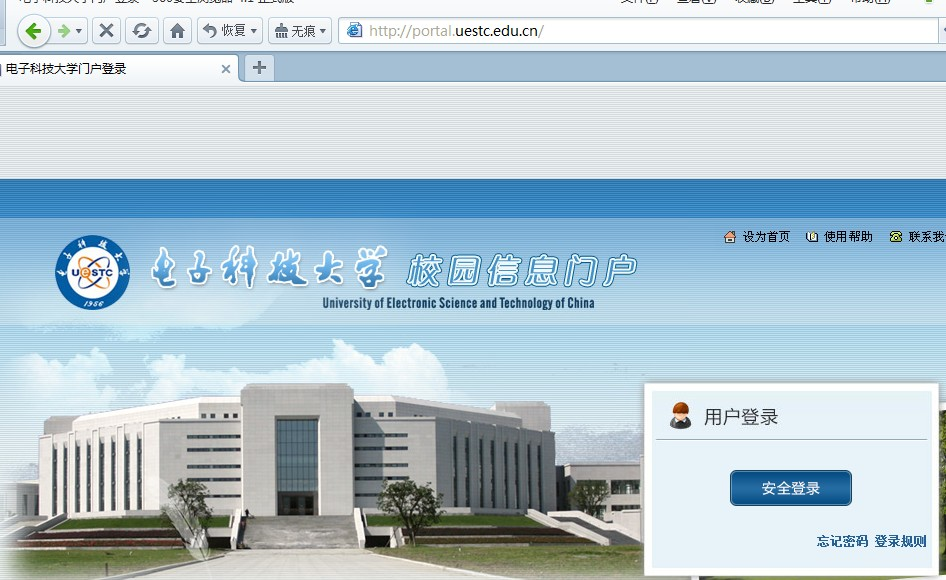 恢复
无痕
http://portal.uestc.edu.cn/
电子科技大学门户登录
设为首页 使用帮助 联系我
电子科技大学 校园信息门户
UESTC
1956
University of Electronic Science and Technology of China
用户登录
安全登录
忘记密码 登录规则